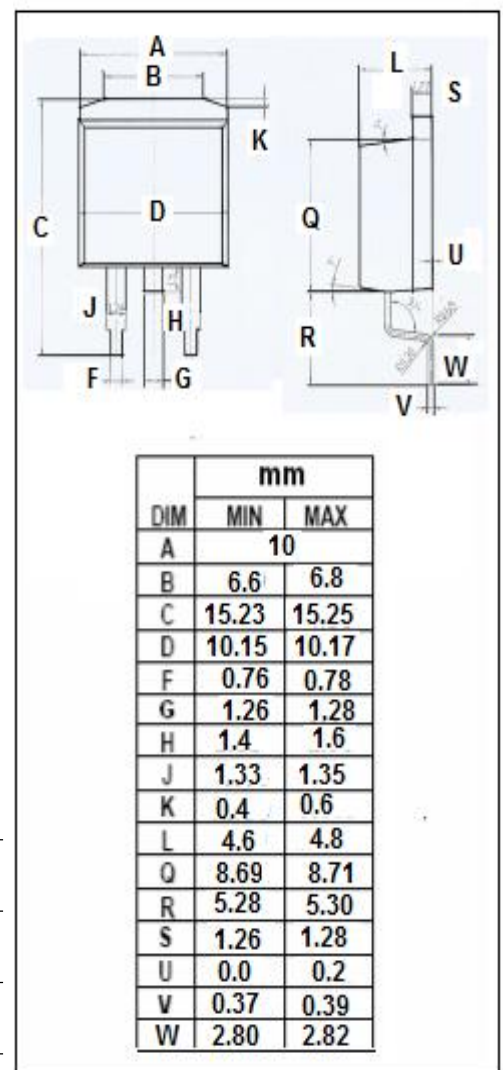 A
B
L
S
K
C
D
Q
U
J
H
R
F
G
W
V
mm
DIM MIN MAX
A 10
B 6.6 6.8
C 15.23 15.25
D 10.15 10.17
F 0.76 0.78
G 1.26 1.28
H 1.4 1.6
J 1.33 1.35
K 0.4 0.6
L 4.6 4.8
Q 8.69 8.71
R 5.28 5.30
S 1.26 1.28
U 0.0 0.2
V 0.37 0.39
W 2.80 2.82